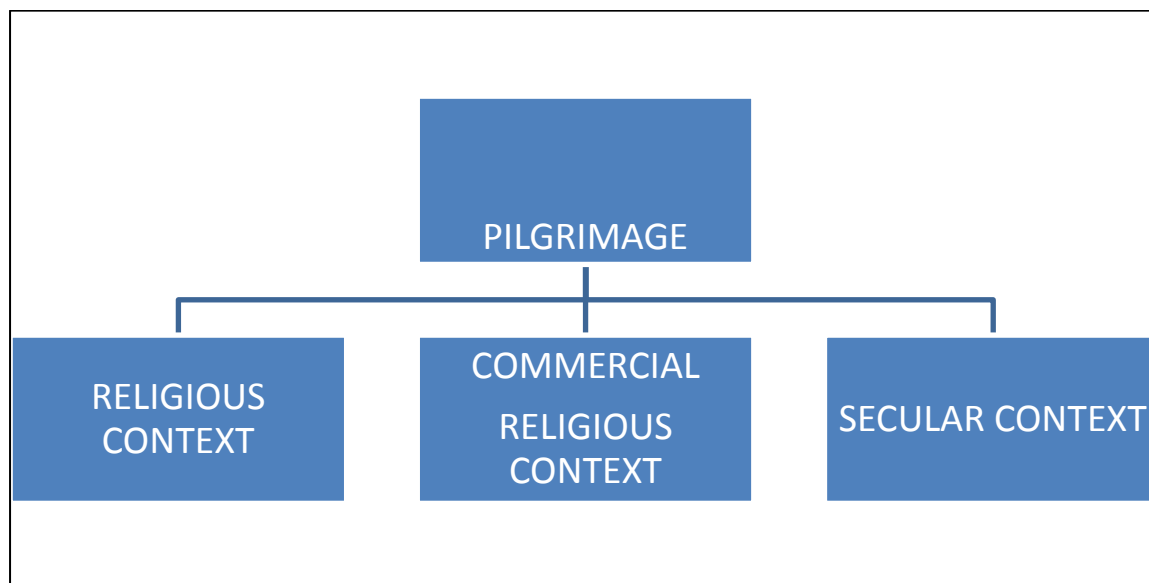 PILGRIMAGE
RELIGIOUS
CONTEXT
COMMERCIAL
RELIGIOUS
CONTEXT
SECULAR CONTEXT